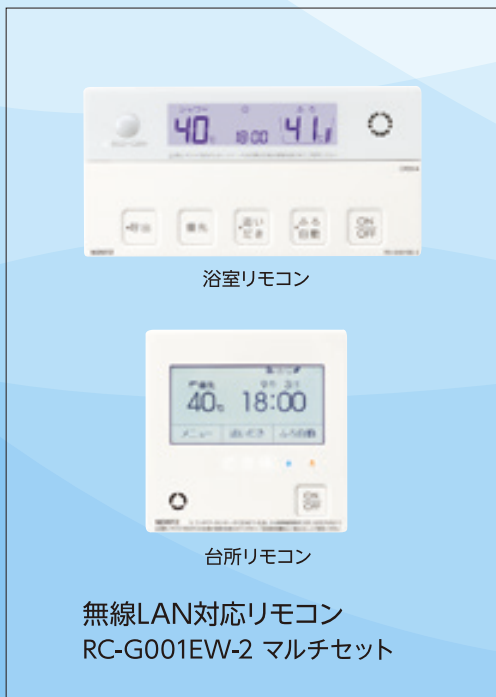 シャワー ふろ
40 18:00 41
呼出 優先 追いだき ふろ自動 ON OFF
NORITZ
浴室リモコン
優先
40℃ 18:00
メニュー 追いだき ふろ自動
ON OFF
NORITZ
台所リモコン
無線LAN対応リモコン
RC-G001EW-2 マルチセット